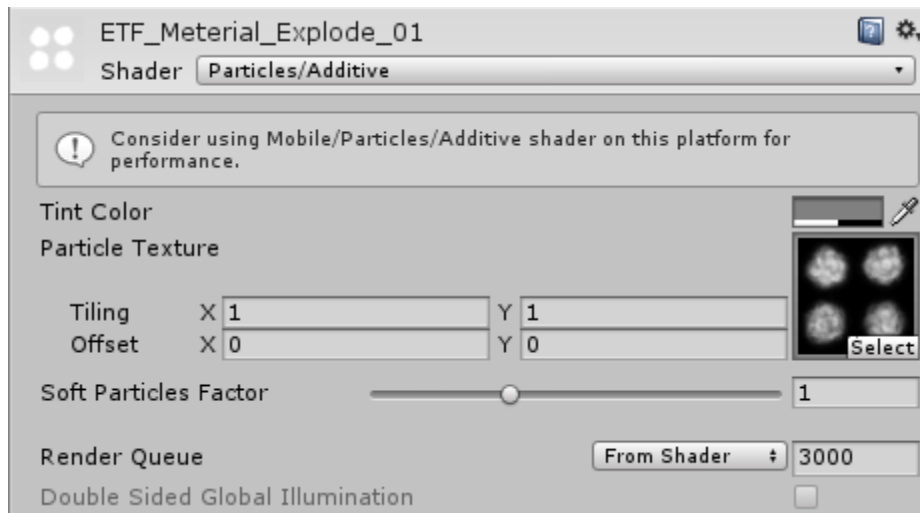 ETF_Meterial_Explode_01
Shader Particles/Additive
Consider using Mobile/Particles/Additive shader on this platform for
performance.
Tint Color
Particle Texture
Tiling X 1 Y 1
Offset X 0 Y 0
Select
Soft Particles Factor 1
Render Queue From Shader 3000
Double Sided Global Illumination